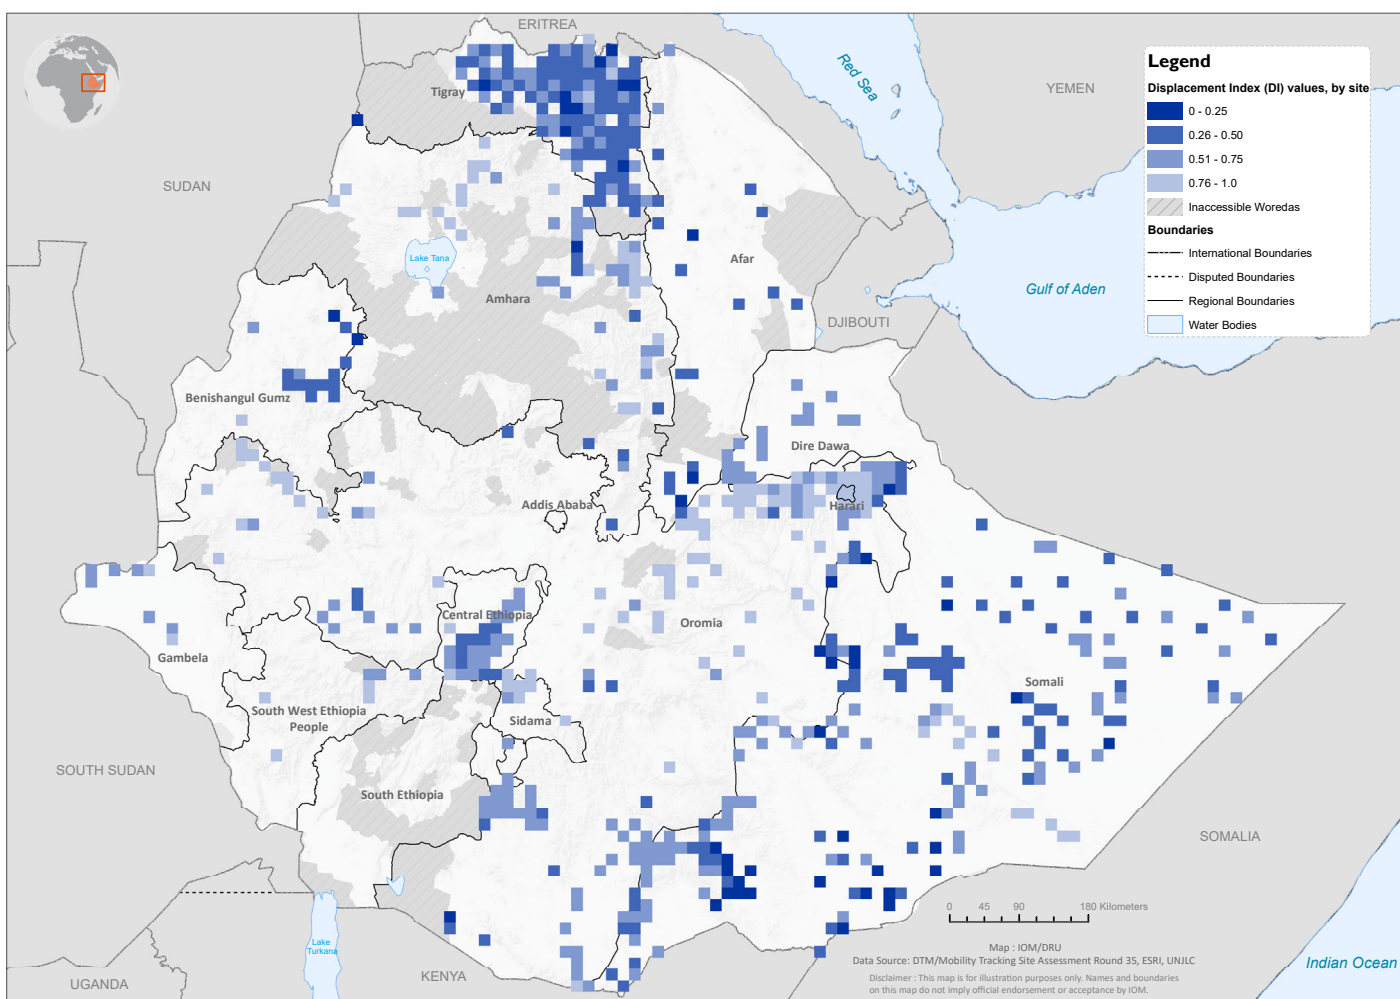 ERITREA
Red Sea
YEMEN
Tigray
SUDAN
Legend
Displacement Index (DI) values, by site
0 - 0.25
0.26 - 0.50
0.51 - 0.75
0.76 - 1.0
Inaccessible Woredas
Boundaries
International Boundaries
Disputed Boundaries
Regional Boundaries
Water Bodies
Lake Tana
Afar
Amhara
Gulf of Aden
DJIBOUTI
Benishangul Gumz
Dire Dawa
Addis Ababa
Harari
Central Ethiopia
Oromia
Gambela
Somali
South West Ethiopia
People
Sidama
SOUTH SUDAN
South Ethiopia
SOMALIA
0 45 90 180 Kilometers
Lake
Turkana
Map : IOM/DRU
Data Source: DTM/Mobility Tracking Site Assessment Round 35, ESRI, UNJLC
Disclaimer : This map is for illustration purposes only. Names and boundaries
on this map do not imply official endorsement or acceptance by IOM.
KENYA
UGANDA
Indian Ocean